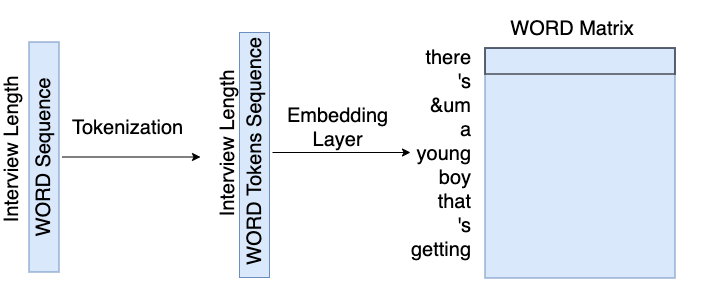 WORD Matrix
Interview Length
WORD Sequence
Tokenization
Interview Length
WORD Tokens Sequence
Embedding
Layer
there
's
&um
a
young
boy
that
's
getting